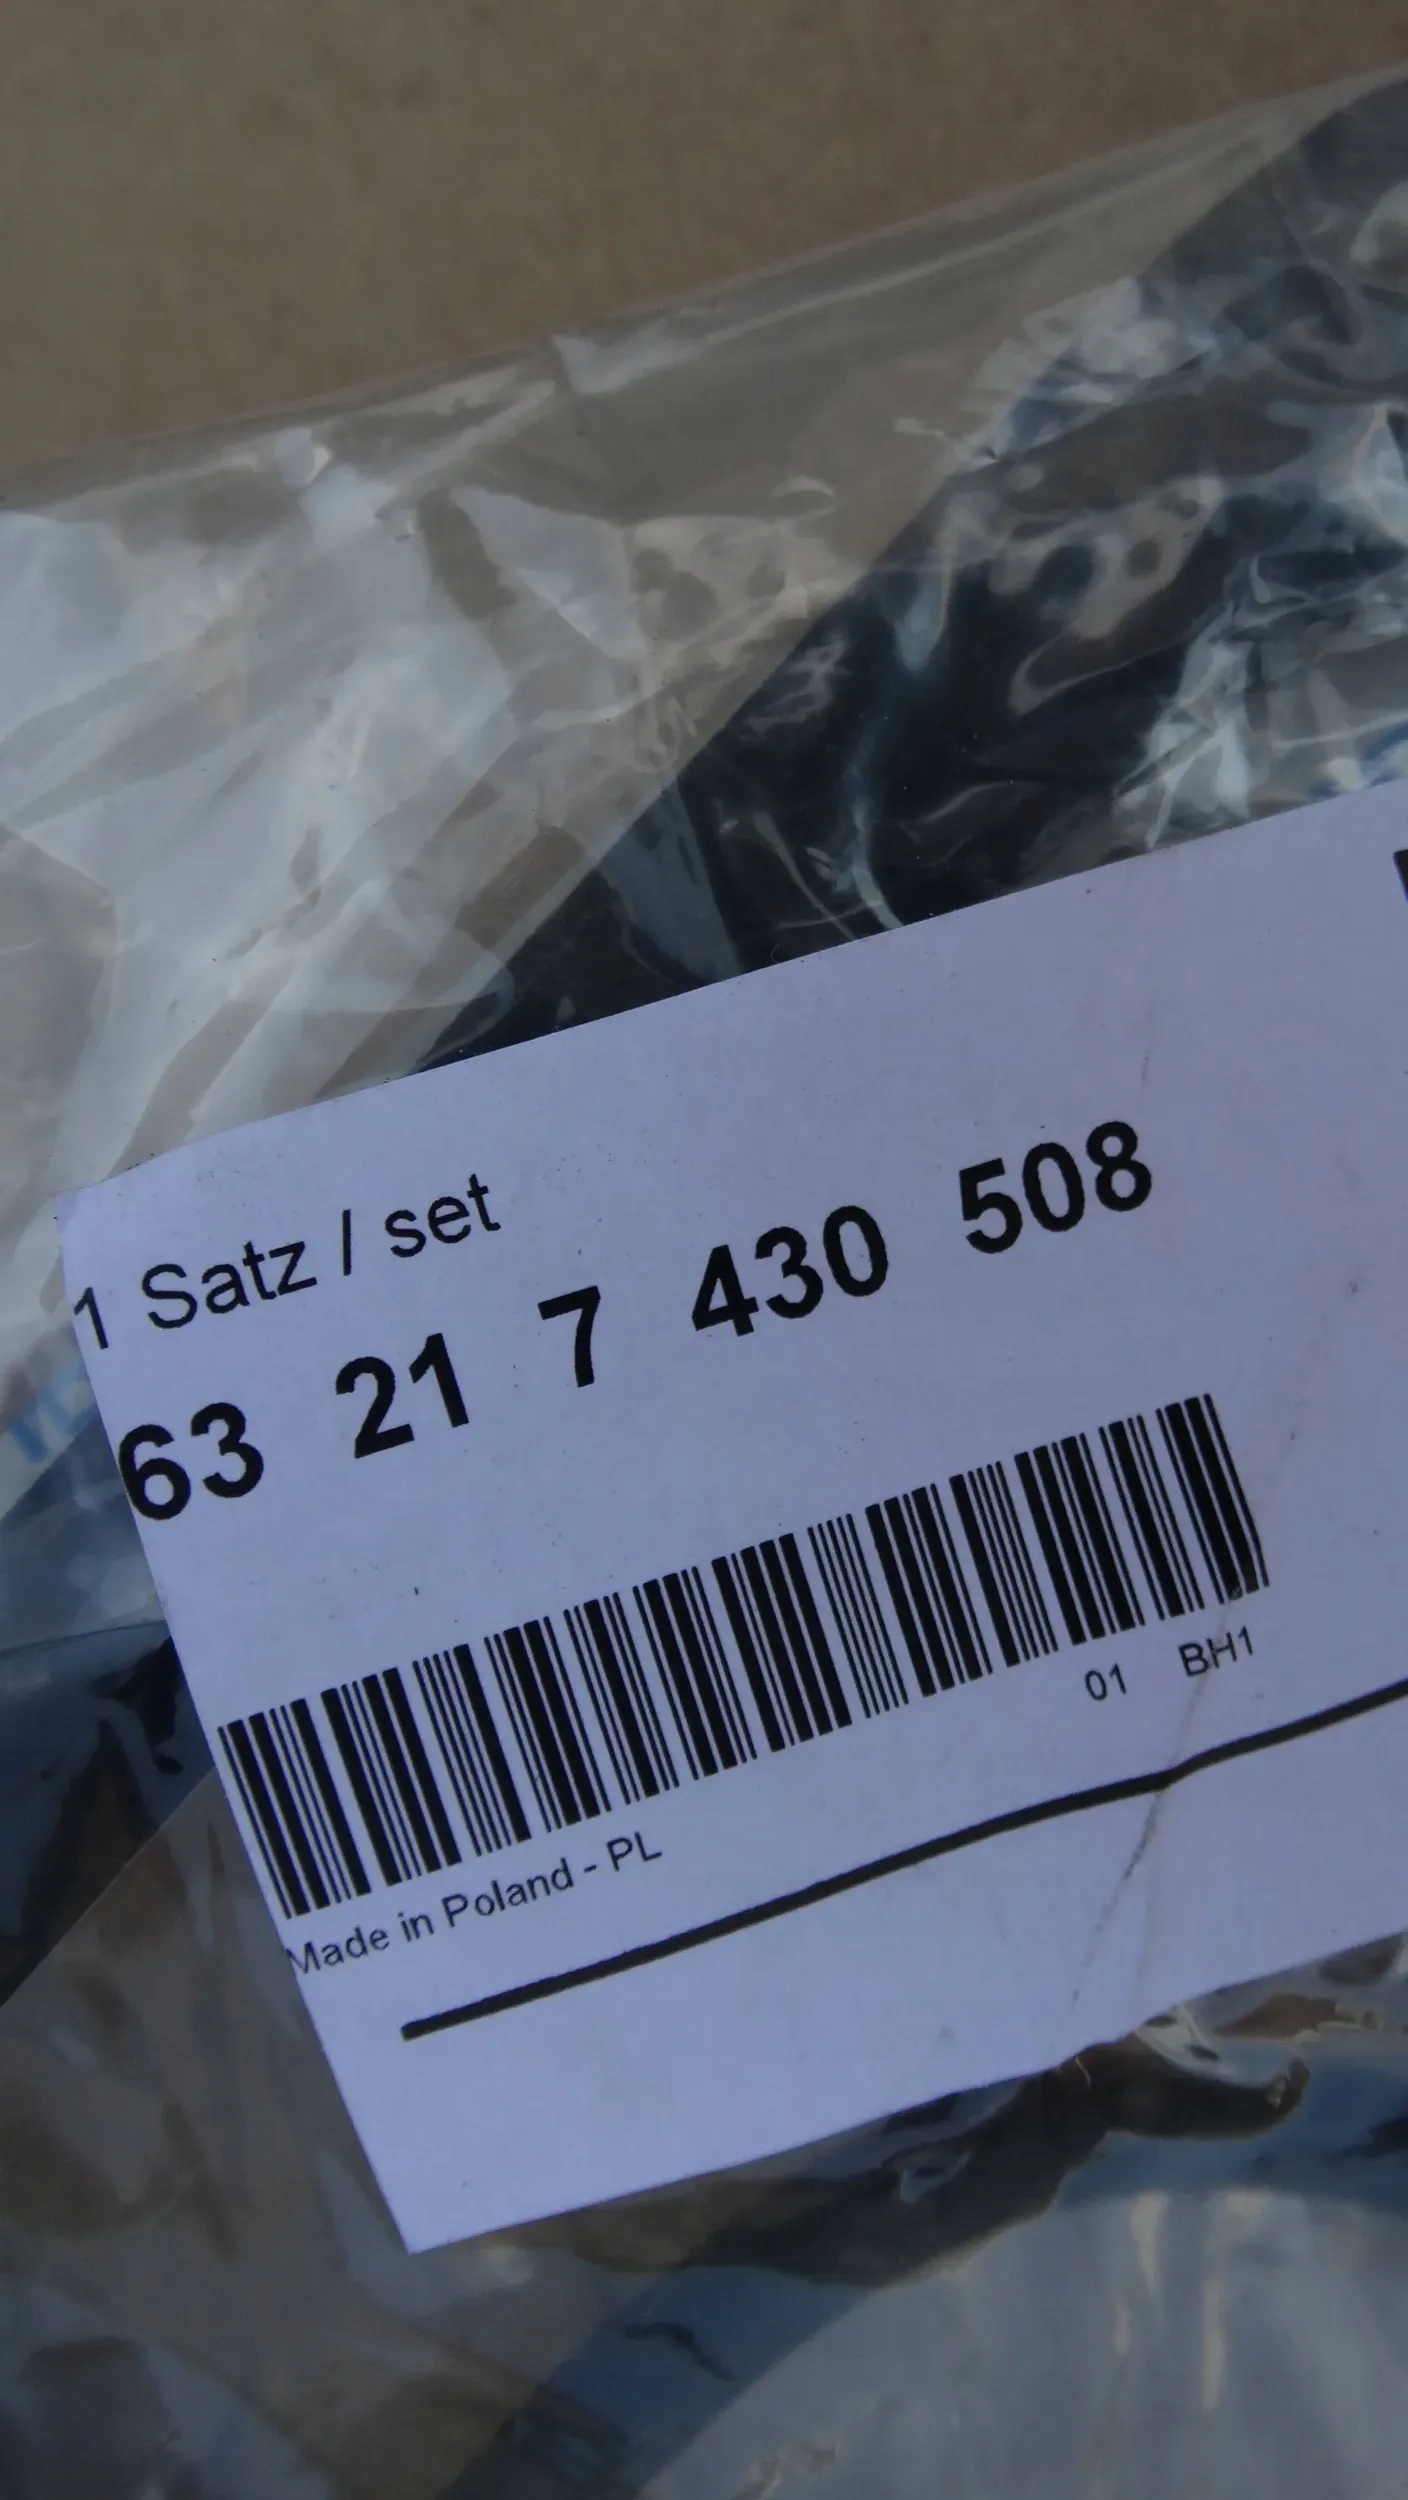 1 Satz / set
63 21 7 430 508
01 BH1
Made in Poland - PL